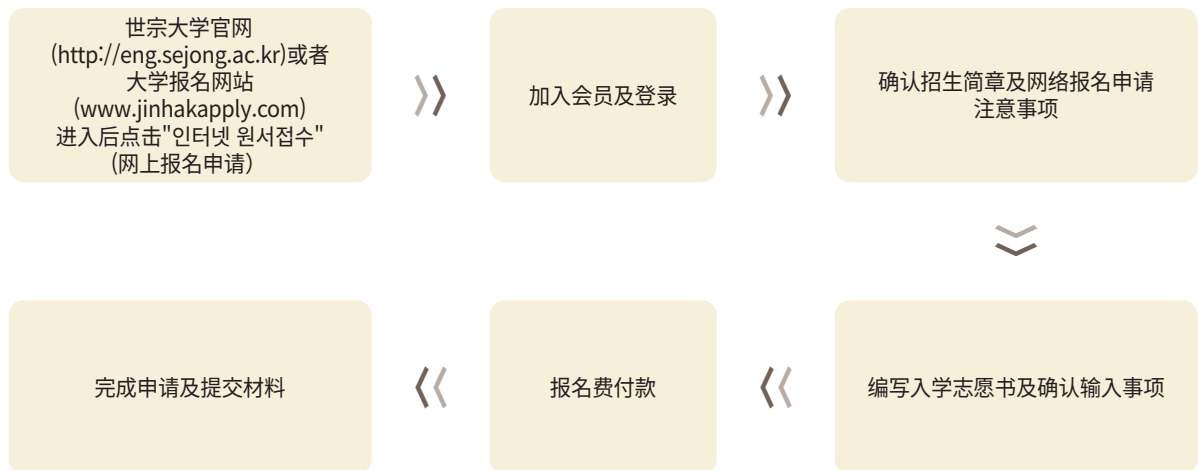 世宗大学官网
(http://eng.sejong.ac.kr)或者
大学报名网站
(www.jinhakapply.com)
进入后点击"인터넷 원서접수"
(网上报名申请）
加入会员及登录
确认招生简章及网络报名申请
注意事项
编写入学志愿书及确认输入事项
报名费付款
完成申请及提交材料